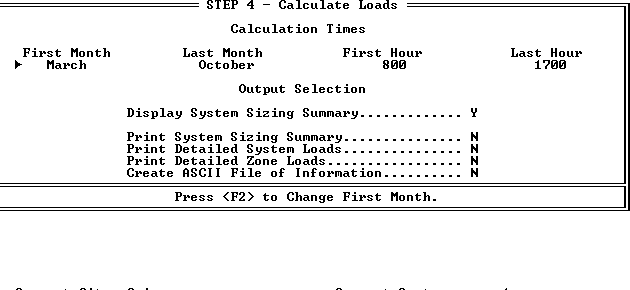 STEP 4 - Calculate Loads
Calculation Times
First Month Last Month First Hour Last Hour
March October 800 1700
Output Selection
Display System Sizing Summary............. Y
Print System Sizing Summary............... N
Print Detailed System Loads............... N
Print Detailed Zone Loads................. N
Create ASCII File of Information.......... N
Press <F2> to Change First Month.